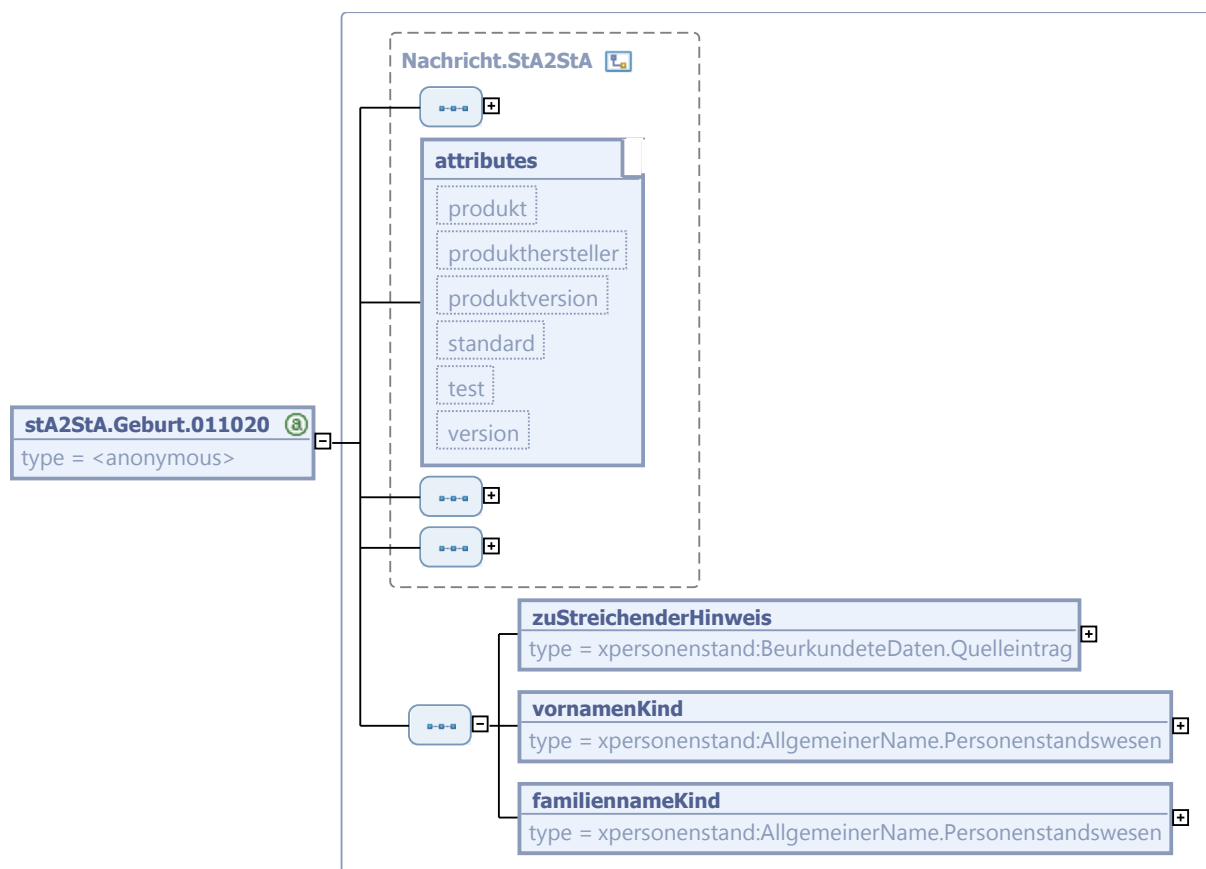 Nachricht.StA2StA
attributes
produkt
produkthersteller
produktversion
standard
test
version
stA2StA.Geburt.011020
type = <anonymous>
zuStreichenderHinweis
type = xpersonenstand:BeurkundeteDaten.Quelleintrag
vornamenKind
type = xpersonenstand:AllgemeinerName.Personenstandswesen
familiennameKind
type = xpersonenstand:AllgemeinerName.Personenstandswesen